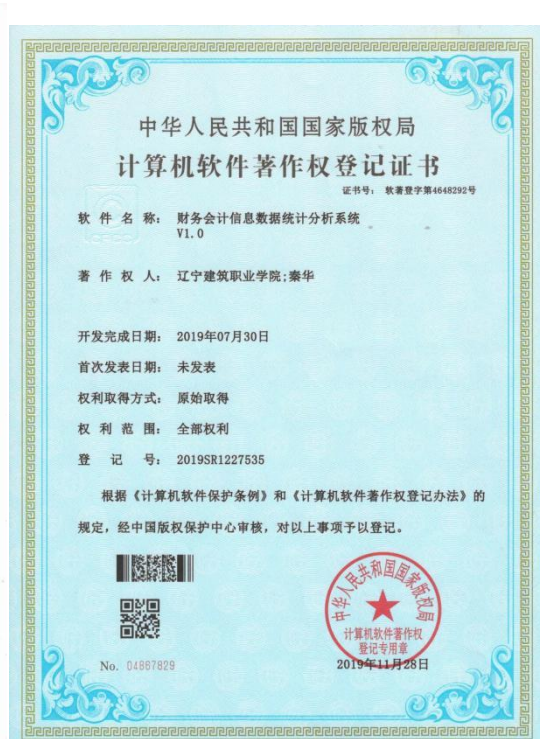 中华人民共和国国家版权局
计算机软件著作权登记证书
证书号： 软著登字第4648292号
软件名称： 财务会计信息数据统计分析系统
V1.0
著作权人： 辽宁建筑职业学院;秦华
开发完成日期： 2019年07月30日
首次发表日期： 未发表
权利取得方式： 原始取得
权利范围： 全部权利
登记号： 2019SR1227535
根据《计算机软件保护条例》和《计算机软件著作权登记办法》的
规定，经中国版权保护中心审核，对以上事项予以登记。
中华人民共和国国家版权局
计算机软件著作权
登记专用章
No. 04867829
2019年11月28日